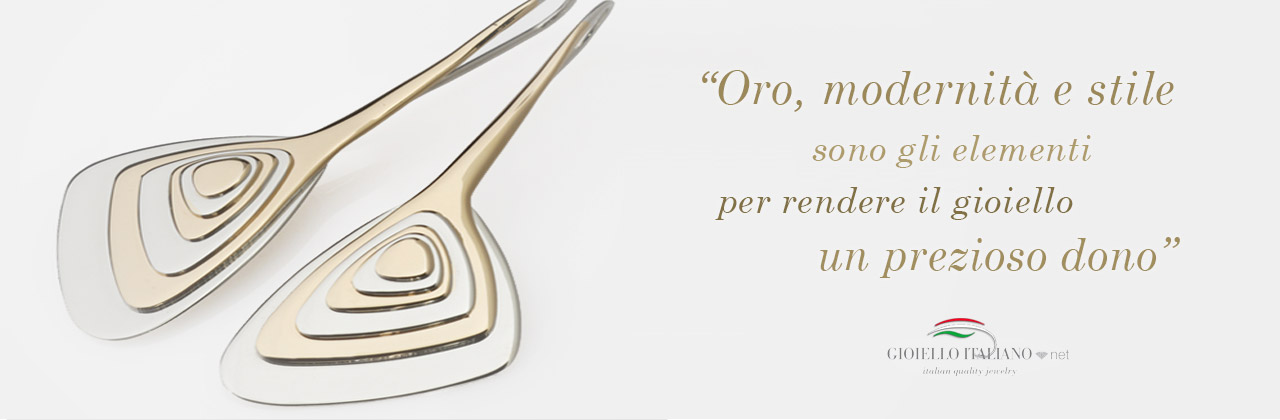 “Oro, modernità e stile
sono gli elementi
per rendere il gioiello
un prezioso dono”
GIOIELLO ITALIANO net
italian quality jewelry